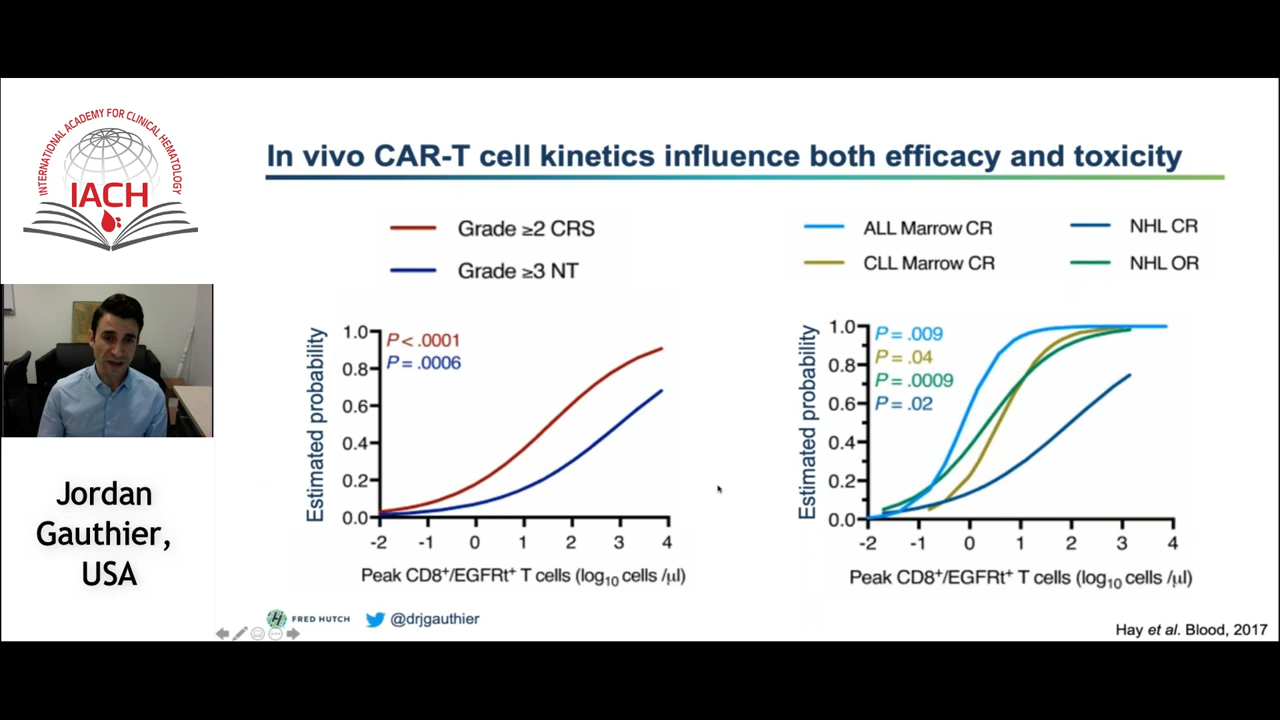 INTERNATIONAL ACADEMY FOR CLINICAL HEMATOLOGY
IACH
Jordan
Gauthier,
USA
In vivo CAR-T cell kinetics influence both efficacy and toxicity
Grade ≥2 CRS
Grade ≥3 NT
Estimated probability
1.0
0.8
0.6
0.4
0.2
0.0
P < .0001
P = .0006
-2 -1 0 1 2 3 4
Peak CD8⁺/EGFRt⁺ T cells (log₁₀ cells /µl)
ALL Marrow CR
NHL CR
CLL Marrow CR
NHL OR
Estimated probability
1.0
0.8
0.6
0.4
0.2
0.0
P = .009
P = .04
P = .0009
P = .02
-2 -1 0 1 2 3 4
Peak CD8⁺/EGFRt⁺ T cells (log₁₀ cells /µl)
FRED HUTCH
@drjgauthier
Hay et al. Blood, 2017